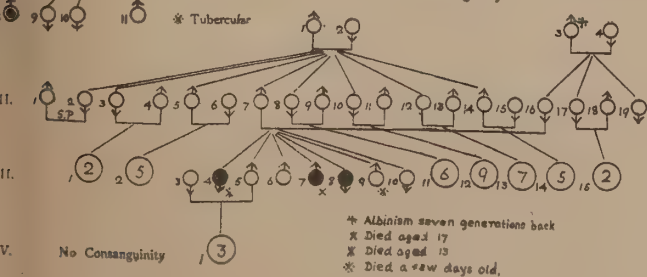 8 9 10 11 * Tubercular
1 2 3 4
II. 1 2 3 4 5 6 7 8 9 10 11 12 13 14 15 16 17 18 19
S.P
1 2 2 5 11 6 12 9 13 7 14 5 15 2
II. 3 4 5 6 7 8 9 10
* Albinism seven generations back
x Died aged 17
V. No Consanguinity 1 3 x Died aged 13
* Died a few days old,